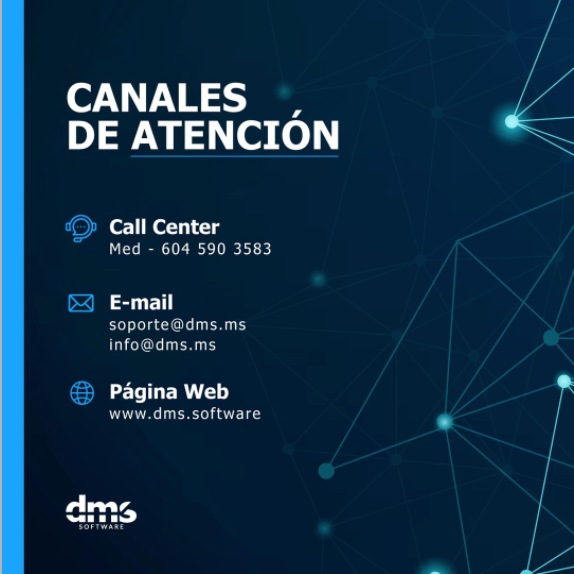 CANALES
DE ATENCIÓN
Call Center
Med - 604 590 3583
E-mail
soporte@dms.ms
info@dms.ms
Página Web
www.dms.software
dms
SOFTWARE